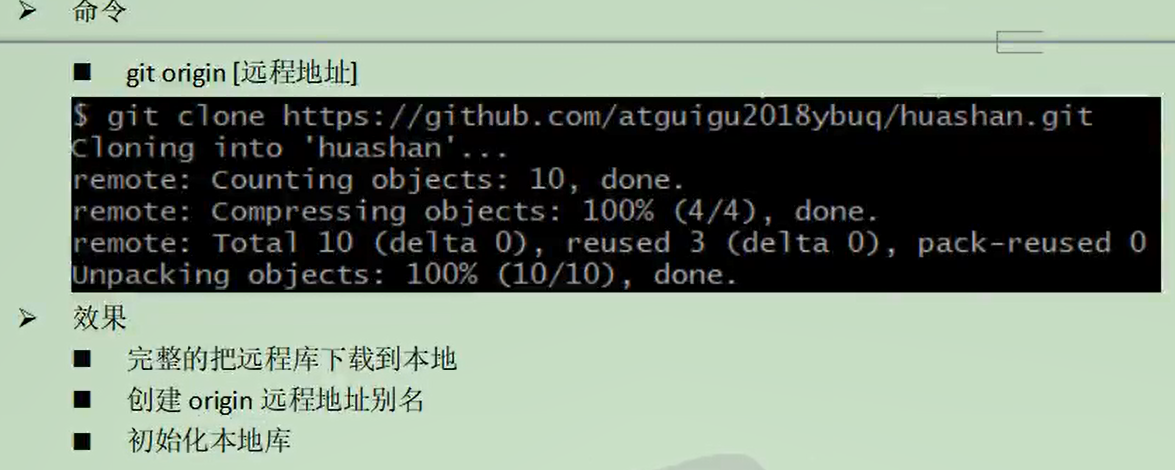 ➢ 命令
■ git origin [远程地址]
$ git clone https://github.com/atguigu2018ybuq/huashan.git
Cloning into 'huashan'...
remote: Counting objects: 10, done.
remote: Compressing objects: 100% (4/4), done.
remote: Total 10 (delta 0), reused 3 (delta 0), pack-reused 0
Unpacking objects: 100% (10/10), done.
➢ 效果
■ 完整的把远程库下载到本地
■ 创建 origin 远程地址别名
■ 初始化本地库